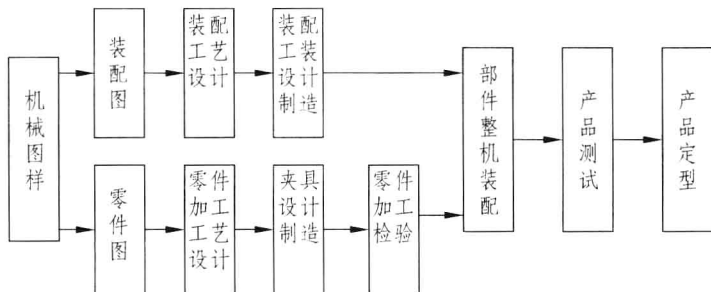 机械图样
装配图
装配
工艺
设计
装配
工装
设计
制造
零件图
零件
加工
工艺
设计
夹具
设计
制造
零件
加工
检验
部件整机装配
产品测试
产品定型